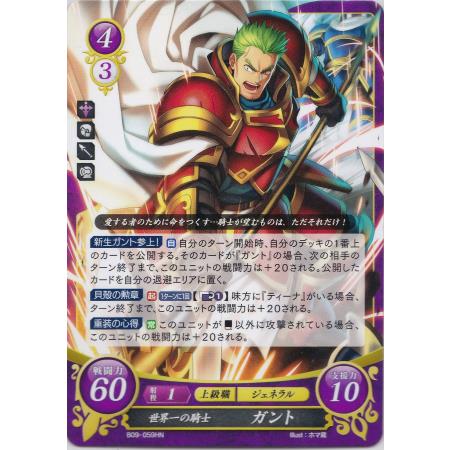 4
3
愛する者のために命をつくす…騎士が望むものは、ただそれだけ!
新生ガント参上! 自 自分のターン開始時、自分のデッキの1番上
のカードを公開する。そのカードが『ガント』の場合、次の相手の
ターン終了まで、このユニットの戦闘力は+20される。公開した
カードを自分の退避エリアに置く。
貝殻の勲章 起 1ターンに1回 【1】味方に『ティーナ』がいる場合、
ターン終了まで、このユニットの戦闘力は+20される。
重装の心得 常 このユニットが以外に攻撃されている場合、
このユニットの戦闘力は+20される。
戦闘力 60 射程 1 上級職 ジェネラル 支援力 10
世界一の騎士 ガント
B09-059HN Illust:ホマ蔵